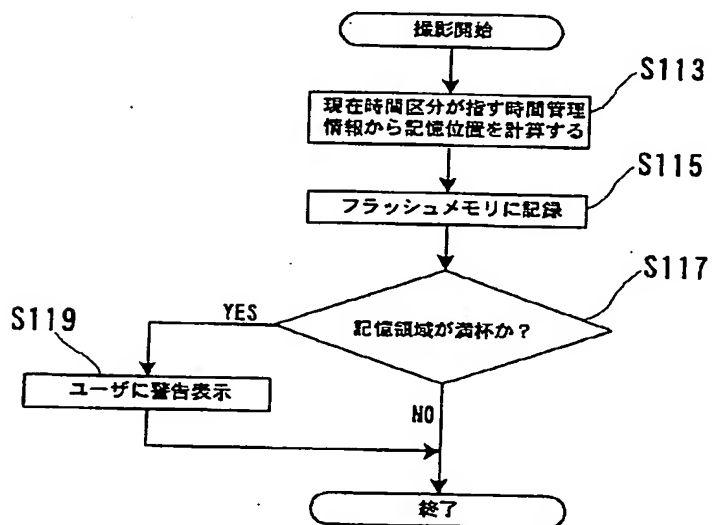 撮影開始
S113
現在時間区分が指す時間管理
情報から記憶位置を計算する
S115
フラッシュメモリに記録
S117
記憶領域が満杯か?
YES
S119
ユーザに警告表示
NO
終了